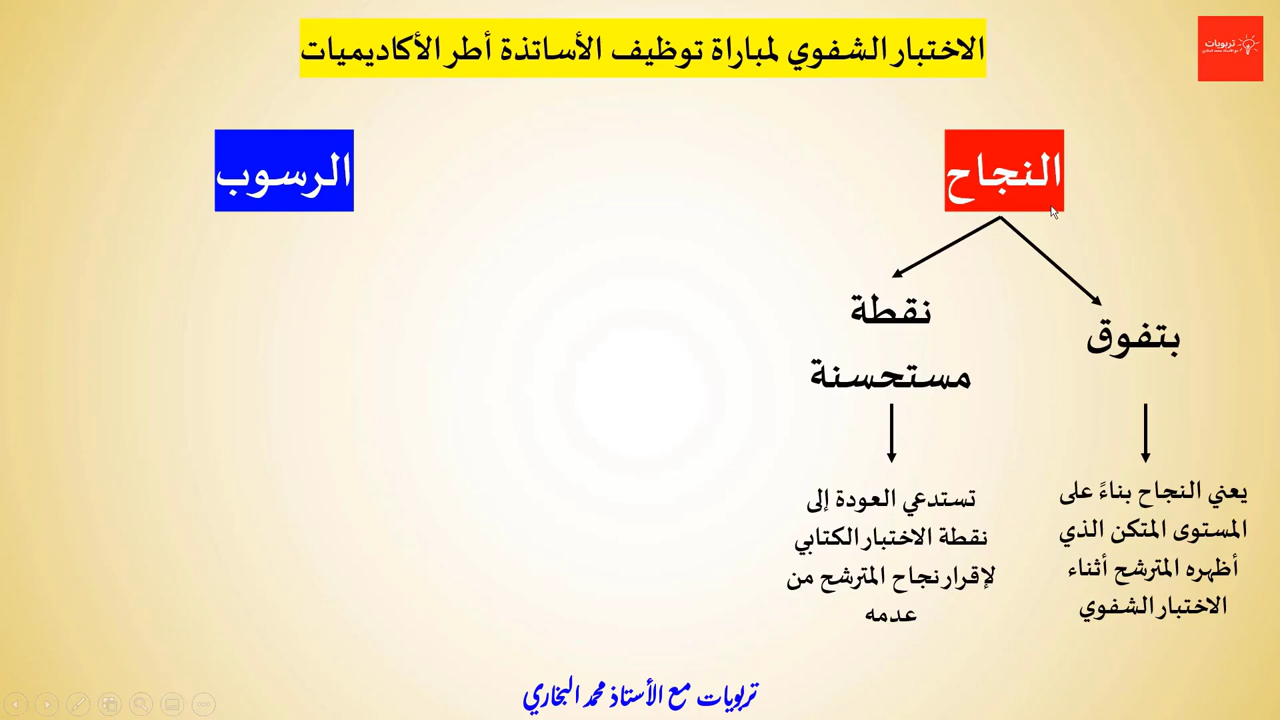 الاختبار الشفوي لمباراة توظيف الأساتذة أطر الأكاديميات
تربويات
النجاح
الرسوب
بتفوق
نقطة
مستحسنة
يعني النجاح بناءً على
المستوى المتكن الذي
أظهره المترشح أثناء
الاختبار الشفوي
تستدعي العودة إلى
نقطة الاختبار الكتابي
لإقرار نجاح المترشح من
عدمه
تربويات مع الأستاذ محمد البخاري